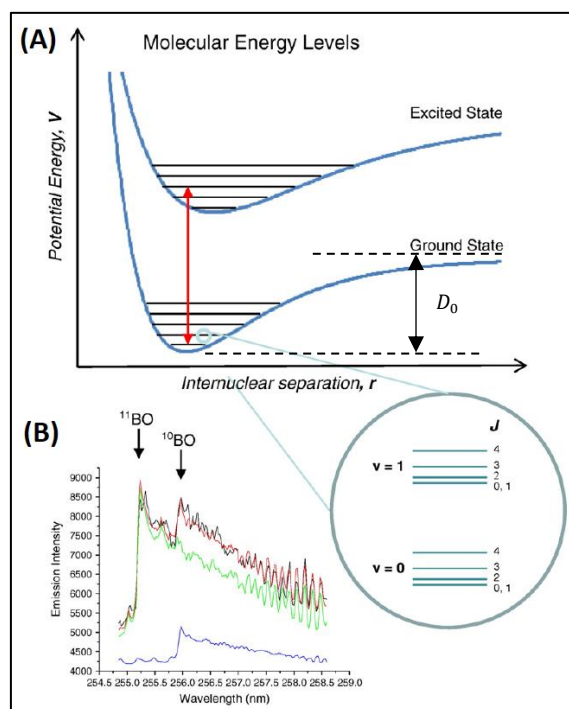 (A)
Molecular Energy Levels
Potential Energy, V
Excited State
Ground State
D₀
Internuclear separation, r
J
v = 1
4
3
2
0, 1
v = 0
4
3
2
0, 1
(B)
¹¹BO
¹⁰BO
Emission Intensity
9000
8500
8000
7500
7000
6500
6000
5500
5000
4500
4000
254.5 255.0 255.5 256.0 256.5 257.0 257.5 258.0 258.5 259.0
Wavelength (nm)